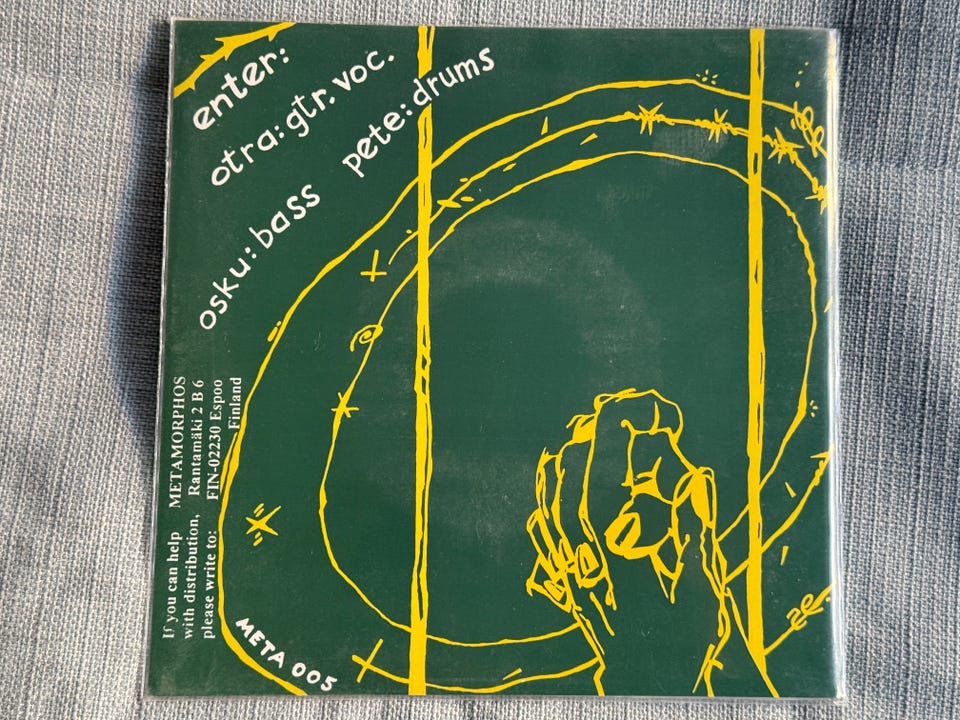 enter:
otra: gtr. voc.
pete: drums
osku: bass
If you can help METAMORPHOS
with distribution, Rantamäki 2 B 6
please write to: FIN-02230 Espoo
Finland
META 005